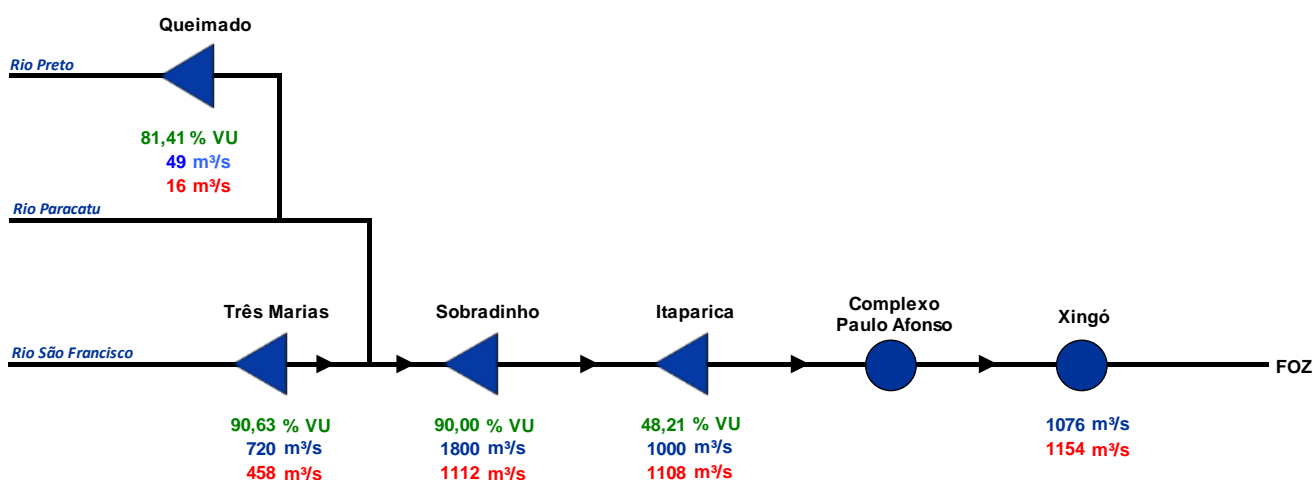 Queimado
Rio Preto
81,41 % VU
49 m³/s
16 m³/s
Rio Paracatu
Três Marias
Sobradinho
Itaparica
Complexo
Paulo Afonso
Xingó
Rio São Francisco
FOZ
90,63 % VU
720 m³/s
458 m³/s
90,00 % VU
1800 m³/s
1112 m³/s
48,21 % VU
1000 m³/s
1108 m³/s
1076 m³/s
1154 m³/s